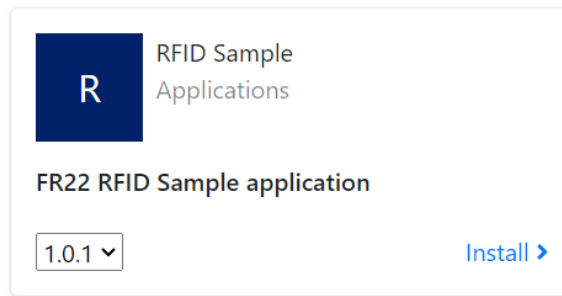 R
RFID Sample
Applications
FR22 RFID Sample application
1.0.1
Install